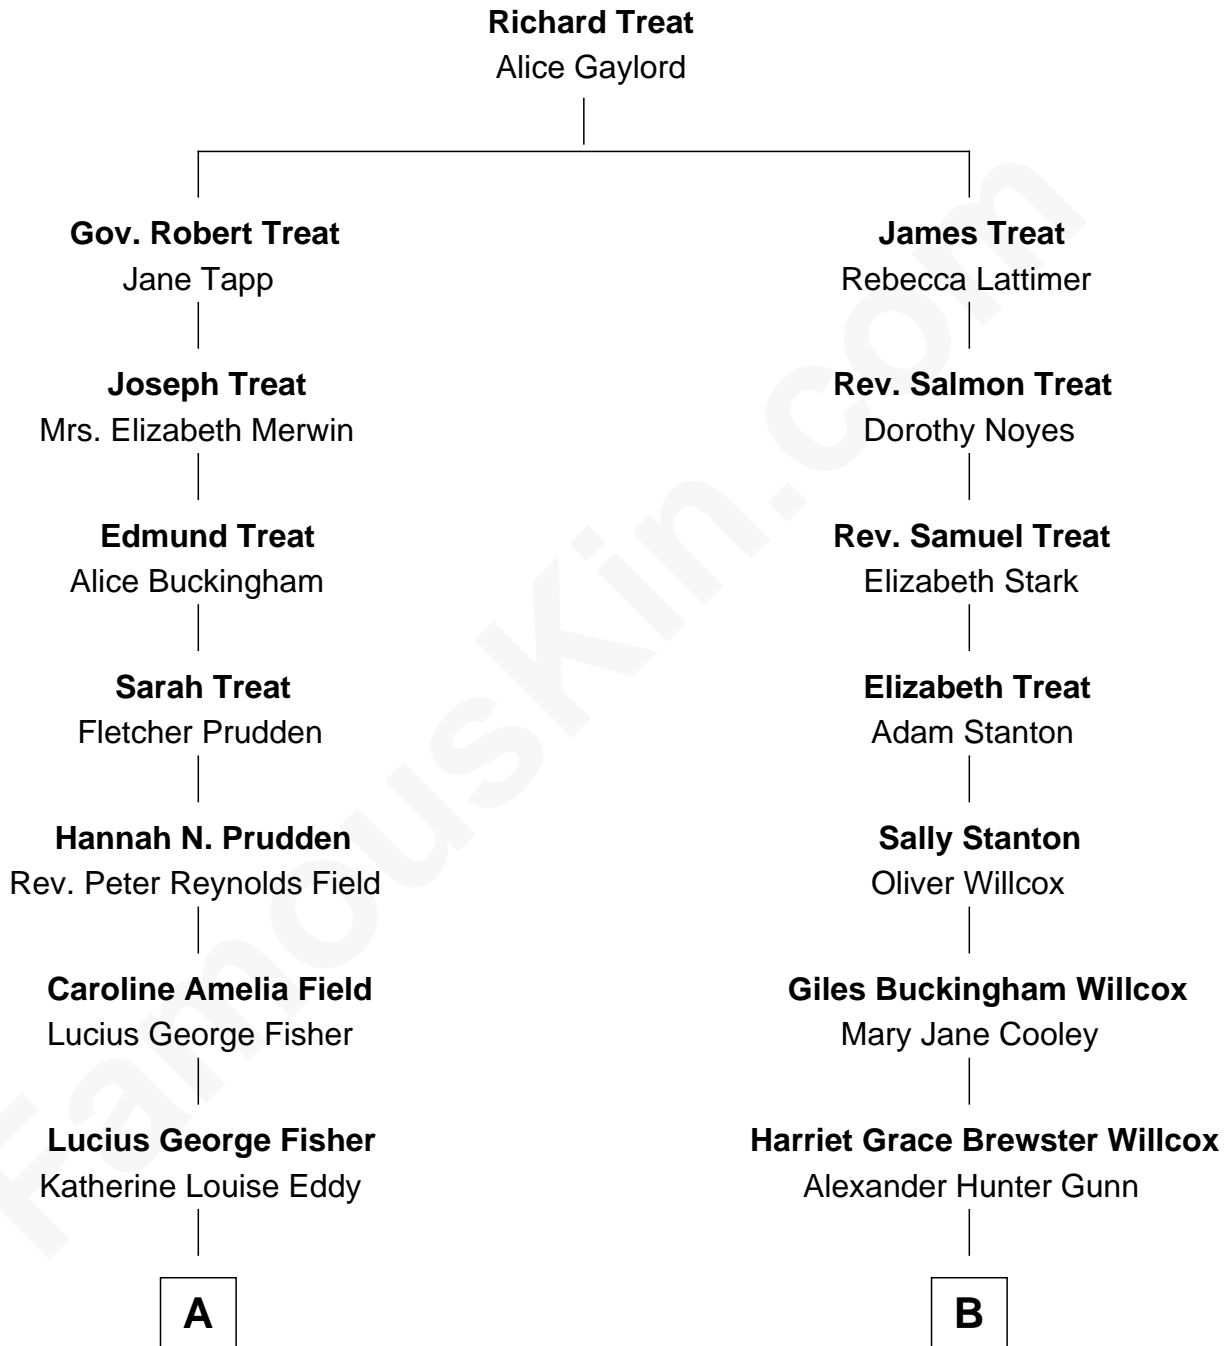 Richard Treat
Alice Gaylord
Gov. Robert Treat
Jane Tapp
James Treat
Rebecca Lattimer
Joseph Treat
Mrs. Elizabeth Merwin
Rev. Salmon Treat
Dorothy Noyes
Edmund Treat
Alice Buckingham
Rev. Samuel Treat
Elizabeth Stark
Sarah Treat
Fletcher Prudden
Elizabeth Treat
Adam Stanton
Hannah N. Prudden
Rev. Peter Reynolds Field
Sally Stanton
Oliver Willcox
Caroline Amelia Field
Lucius George Fisher
Giles Buckingham Willcox
Mary Jane Cooley
Lucius George Fisher
Katherine Louise Eddy
Harriet Grace Brewster Willcox
Alexander Hunter Gunn
A
B
FamousKin.com